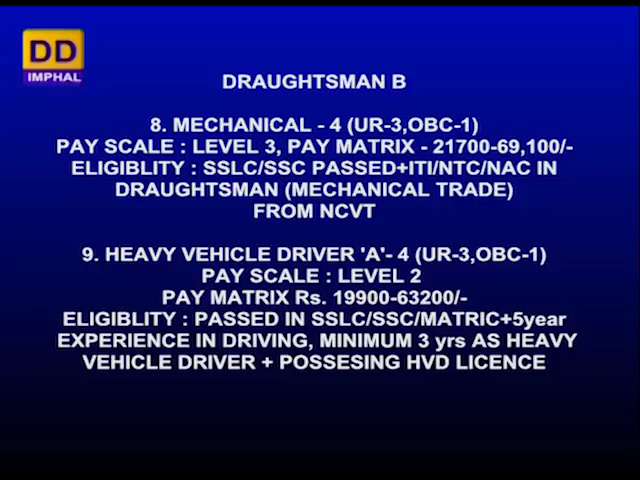 DD
IMPHAL
DRAUGHTSMAN B
8. MECHANICAL - 4 (UR-3,OBC-1)
PAY SCALE : LEVEL 3, PAY MATRIX - 21700-69,100/-
ELIGIBLITY : SSLC/SSC PASSED+ITI/NTC/NAC IN
DRAUGHTSMAN (MECHANICAL TRADE)
FROM NCVT
9. HEAVY VEHICLE DRIVER 'A'- 4 (UR-3,OBC-1)
PAY SCALE : LEVEL 2
PAY MATRIX Rs. 19900-63200/-
ELIGIBLITY : PASSED IN SSLC/SSC/MATRIC+5year
EXPERIENCE IN DRIVING, MINIMUM 3 yrs AS HEAVY
VEHICLE DRIVER + POSSESING HVD LICENCE